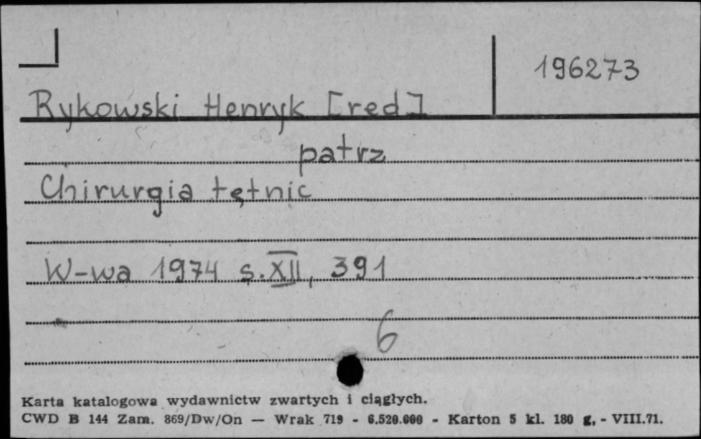 196273
Rykowski Henryk [red]
patrz
Chirurgia tętnic
W-wa 1974 s. XII, 391
6
Karta katalogowa wydawnictw zwartych i ciągłych.
CWD B 144 Zam. 869/Dw/On — Wrak 719 - 6.520.000 - Karton 5 kl. 180 g. - VIII.71.